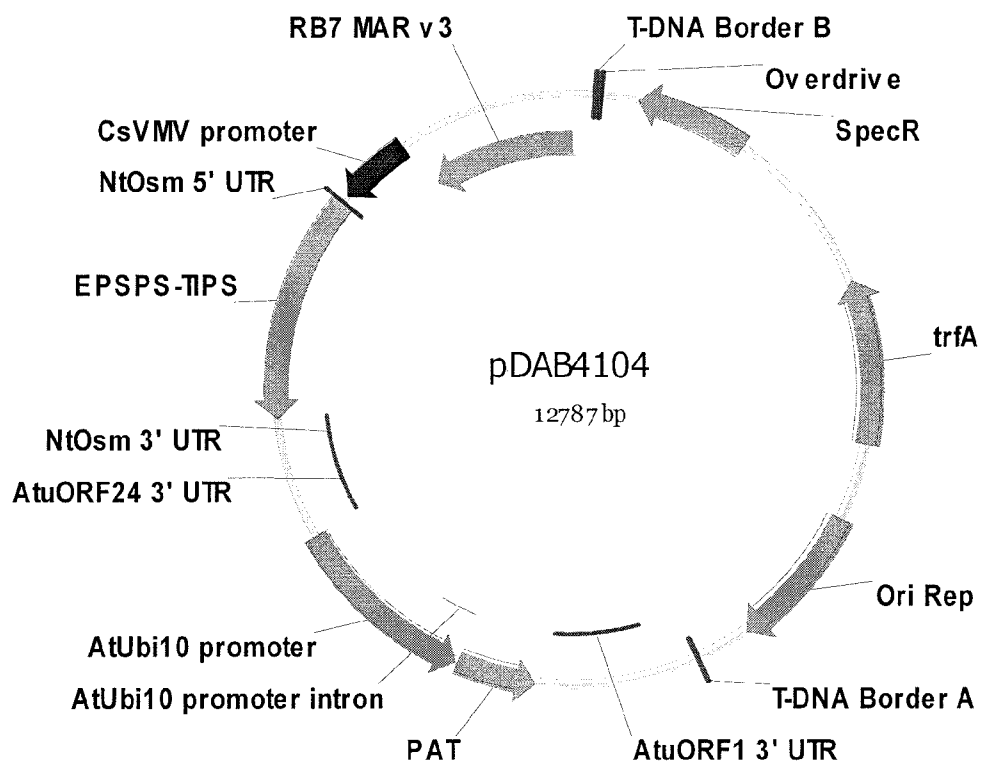 RB7 MAR v 3
T-DNA Border B
Overdrive
SpecR
CsVMV promoter
NtOsm 5' UTR
EPSPS-TIPS
trfA
pDAB4104
12787 bp
NtOsm 3' UTR
AtuORF24 3' UTR
Ori Rep
AtUbi10 promoter
AtUbi10 promoter intron
T-DNA Border A
PAT
AtuORF1 3' UTR